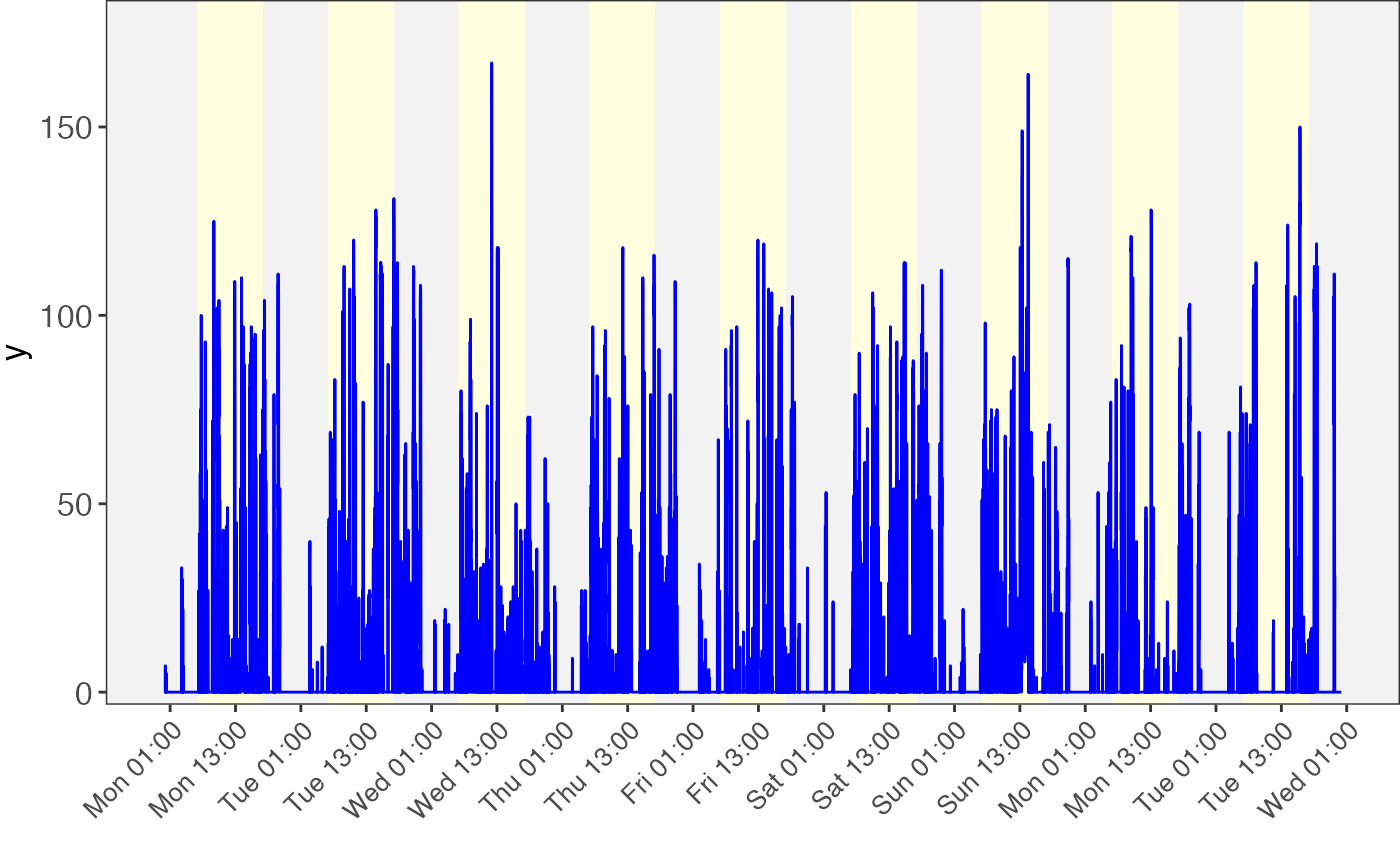 y
150
100
50
0
Mon 01:00
Mon 13:00
Tue 01:00
Tue 13:00
Wed 01:00
Wed 13:00
Thu 01:00
Thu 13:00
Fri 01:00
Fri 13:00
Sat 01:00
Sat 13:00
Sun 01:00
Sun 13:00
Mon 01:00
Mon 13:00
Tue 01:00
Tue 13:00
Wed 01:00